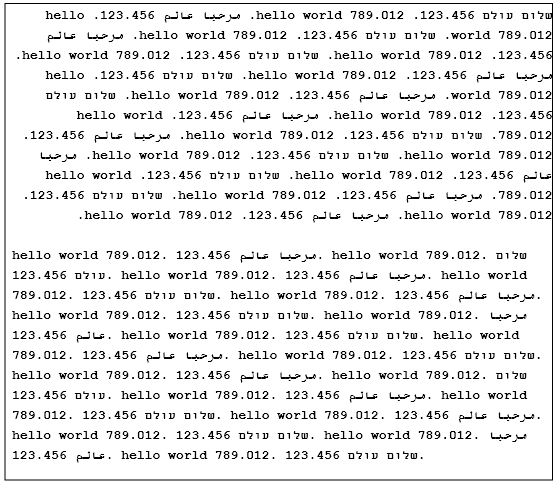 שלום עולם 123.456. hello world 789.012. مرحبا عالم 123.456. hello
world 789.012. שלום עולם 123.456. hello world 789.012. مرحبا عالم
123.456. hello world 789.012. שלום עולם 123.456. hello world 789.012.
مرحبا عالم 123.456. hello world 789.012. שלום עולם 123.456. hello
world 789.012. مرحبا عالم 123.456. hello world 789.012. שלום עולם
123.456. hello world 789.012. مرحبا عالم 123.456. hello world
789.012. שלום עולם 123.456. hello world 789.012. مرحبا عالم 123.456.
hello world 789.012. שלום עולם 123.456. hello world 789.012. مرحبا
عالم 123.456. hello world 789.012. שלום עולם 123.456. hello world
789.012. مرحبا عالم 123.456. hello world 789.012. שלום עולם 123.456.
hello world 789.012. مرحبا عالم 123.456. hello world 789.012.
hello world 789.012. مرحبا عالم 123.456. hello world 789.012. שלום
עולם 123.456. hello world 789.012. مرحبا عالم 123.456. hello world
789.012. שלום עולם 123.456. hello world 789.012. مرحبا عالم 123.456.
hello world 789.012. שלום עולם 123.456. hello world 789.012. مرحبا
عالم 123.456. hello world 789.012. שלום עולם 123.456. hello world
789.012. مرحبا عالم 123.456. hello world 789.012. שלום עולם 123.456.
hello world 789.012. مرحبا عالم 123.456. hello world 789.012. שלום
עולם 123.456. hello world 789.012. مرحبا عالم 123.456. hello world
789.012. שלום עולם 123.456. hello world 789.012. مرحبا عالم 123.456.
hello world 789.012. שלום עולם 123.456. hello world 789.012. مرحبا
عالم 123.456. hello world 789.012. שלום עולם 123.456.